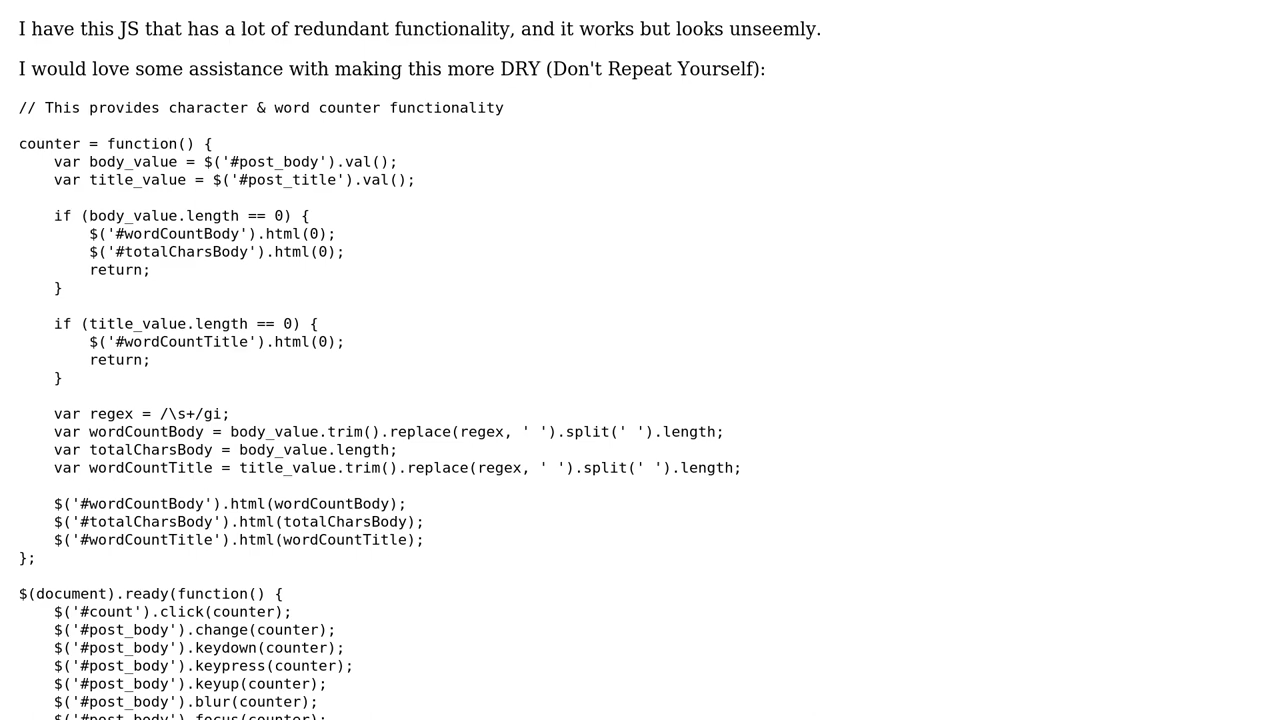 I have this JS that has a lot of redundant functionality, and it works but looks unseemly.
I would love some assistance with making this more DRY (Don't Repeat Yourself):
// This provides character & word counter functionality
counter = function() {
    var body_value = $('#post_body').val();
    var title_value = $('#post_title').val();
    if (body_value.length == 0) {
        $('#wordCountBody').html(0);
        $('#totalCharsBody').html(0);
        return;
    }
    if (title_value.length == 0) {
        $('#wordCountTitle').html(0);
        return;
    }
    var regex = /\s+/gi;
    var wordCountBody = body_value.trim().replace(regex, ' ').split(' ').length;
    var totalCharsBody = body_value.length;
    var wordCountTitle = title_value.trim().replace(regex, ' ').split(' ').length;
    $('#wordCountBody').html(wordCountBody);
    $('#totalCharsBody').html(totalCharsBody);
    $('#wordCountTitle').html(wordCountTitle);
};
$(document).ready(function() {
    $('#count').click(counter);
    $('#post_body').change(counter);
    $('#post_body').keydown(counter);
    $('#post_body').keypress(counter);
    $('#post_body').keyup(counter);
    $('#post_body').blur(counter);
    $('#post_body').focus(counter);